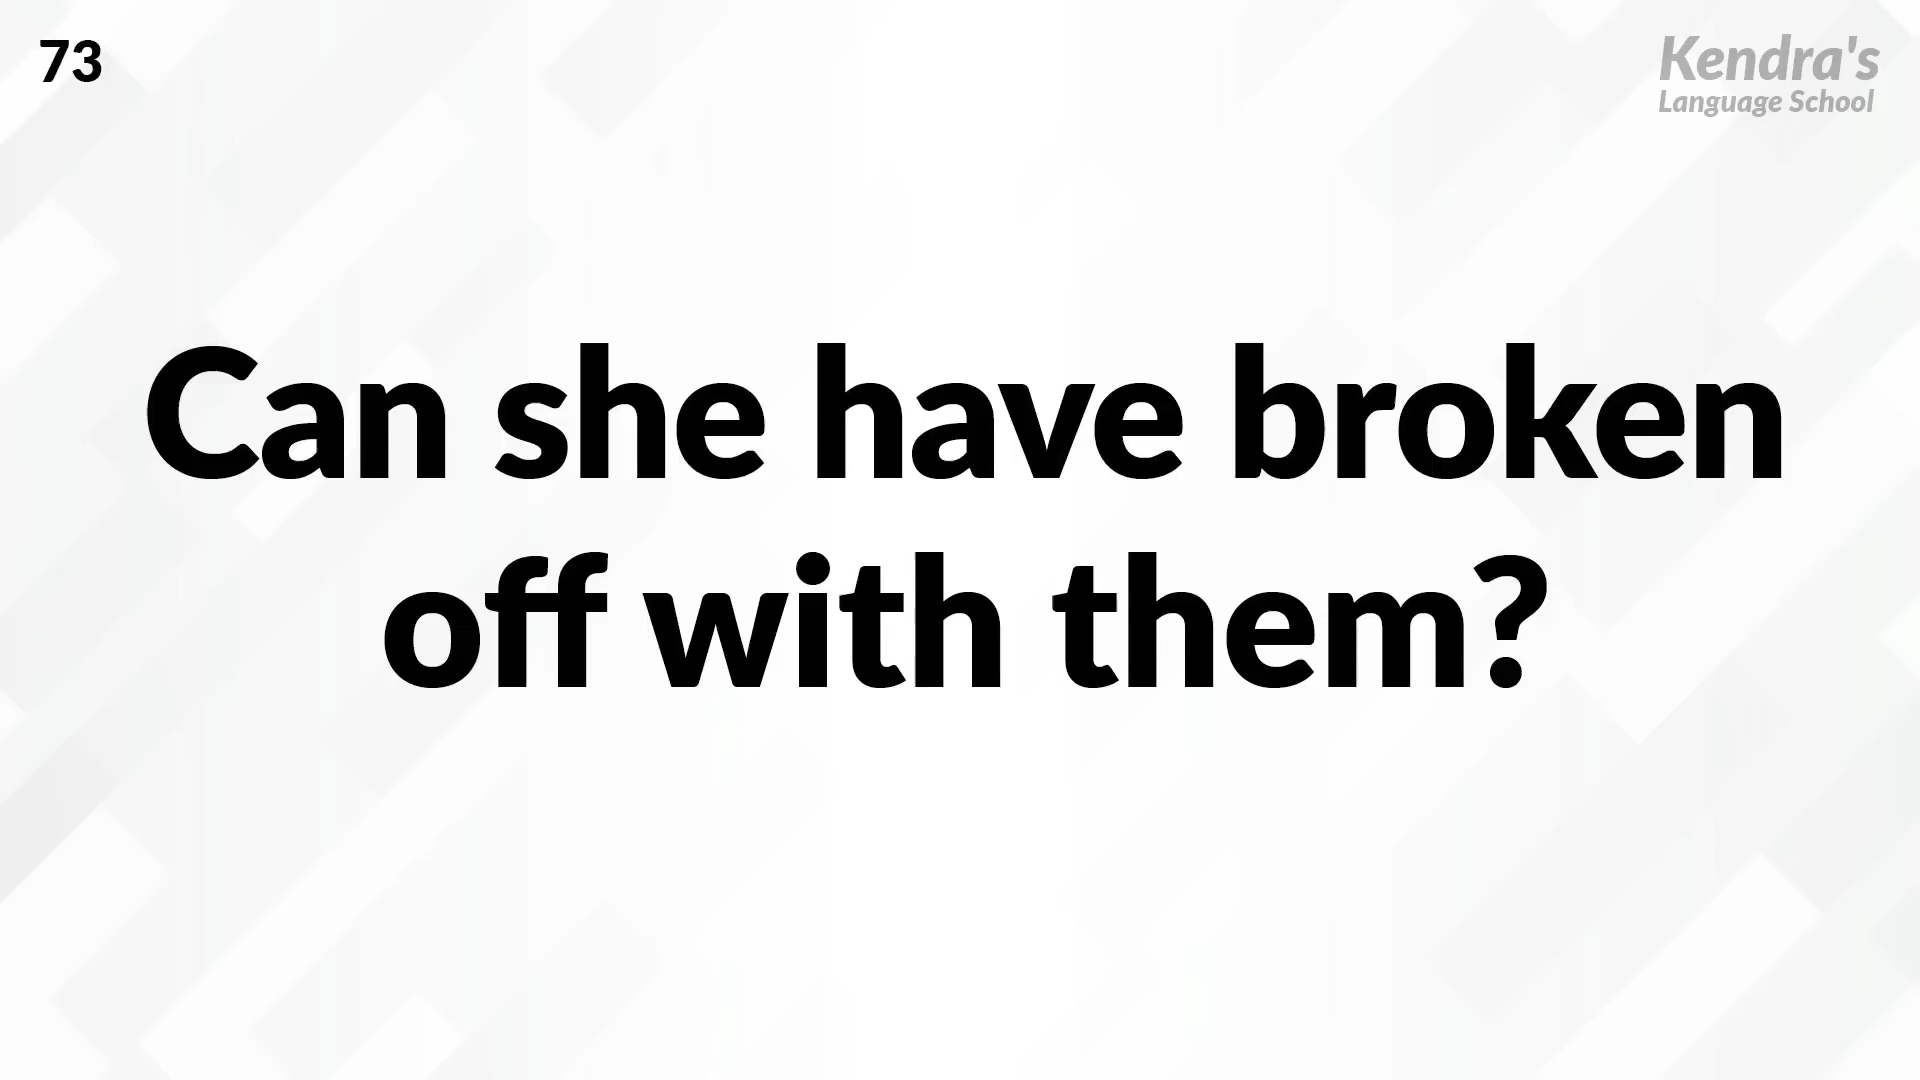 73
Kendra's
Language School
Can she have broken
off with them?